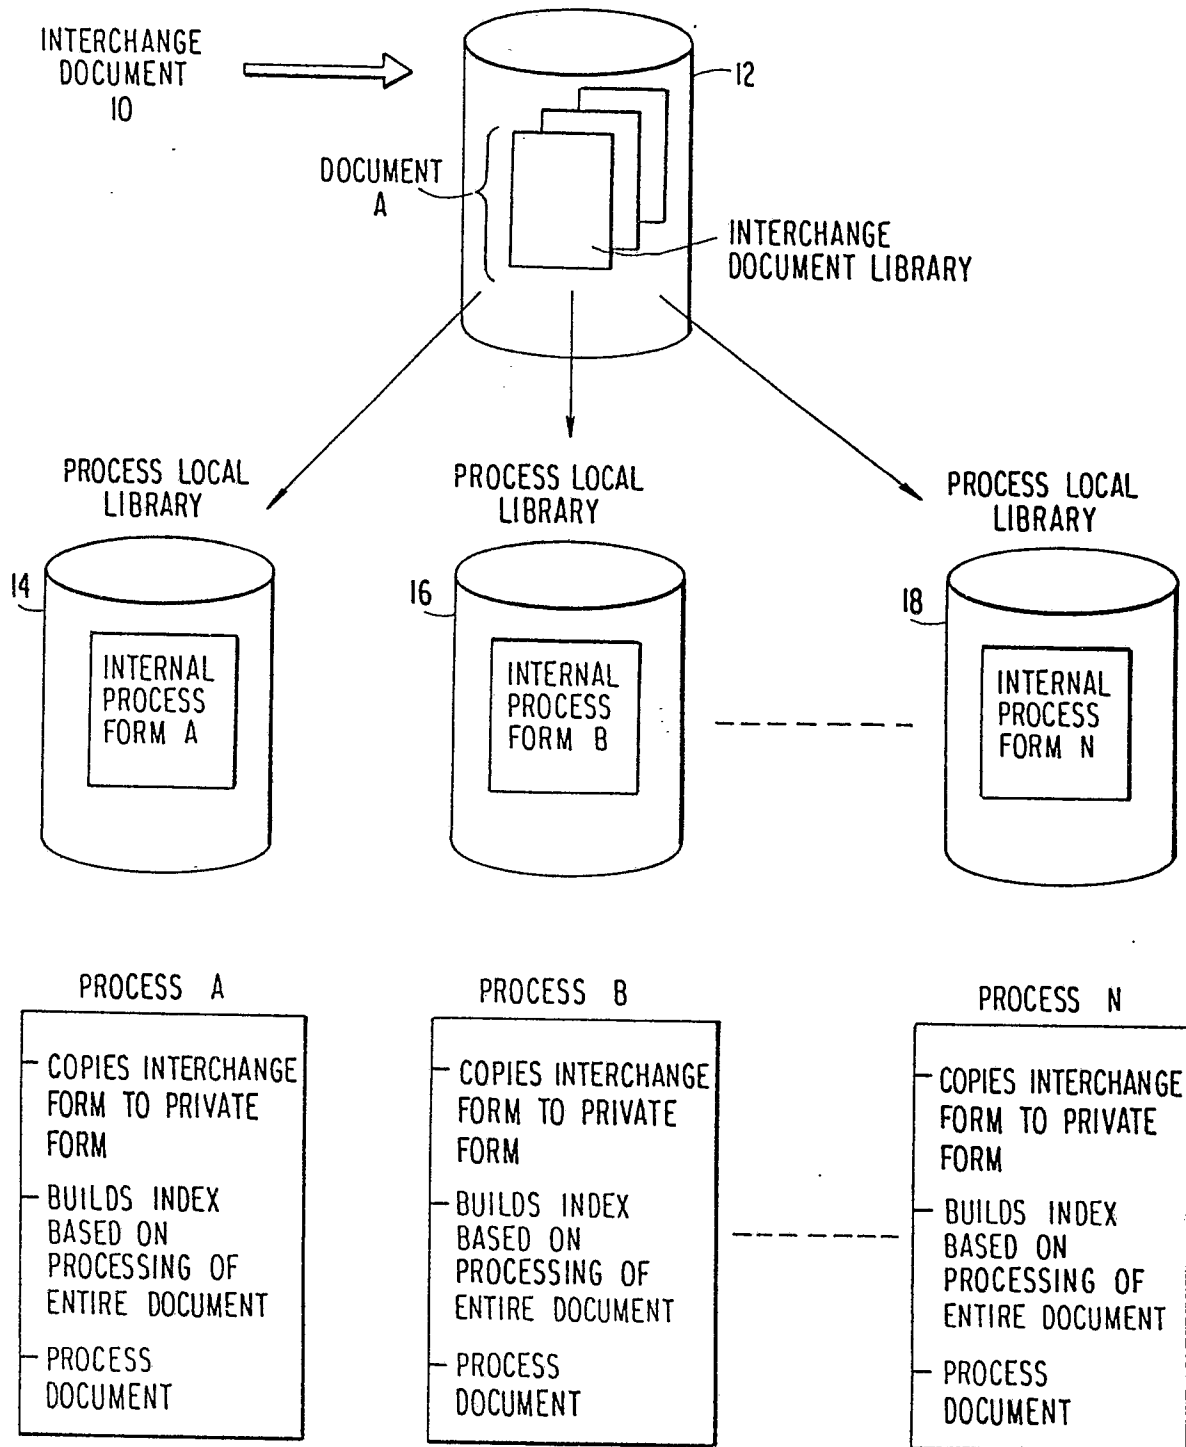 INTERCHANGE
DOCUMENT
10
12
DOCUMENT
A
INTERCHANGE
DOCUMENT LIBRARY
PROCESS LOCAL
LIBRARY
PROCESS LOCAL
LIBRARY
PROCESS LOCAL
LIBRARY
14
INTERNAL
PROCESS
FORM A
16
INTERNAL
PROCESS
FORM B
18
INTERNAL
PROCESS
FORM N
PROCESS A
COPIES INTERCHANGE
FORM TO PRIVATE
FORM
BUILDS INDEX
BASED ON
PROCESSING OF
ENTIRE DOCUMENT
PROCESS
DOCUMENT
PROCESS B
COPIES INTERCHANGE
FORM TO PRIVATE
FORM
BUILDS INDEX
BASED ON
PROCESSING OF
ENTIRE DOCUMENT
PROCESS
DOCUMENT
PROCESS N
COPIES INTERCHANGE
FORM TO PRIVATE
FORM
BUILDS INDEX
BASED ON
PROCESSING OF
ENTIRE DOCUMENT
PROCESS
DOCUMENT